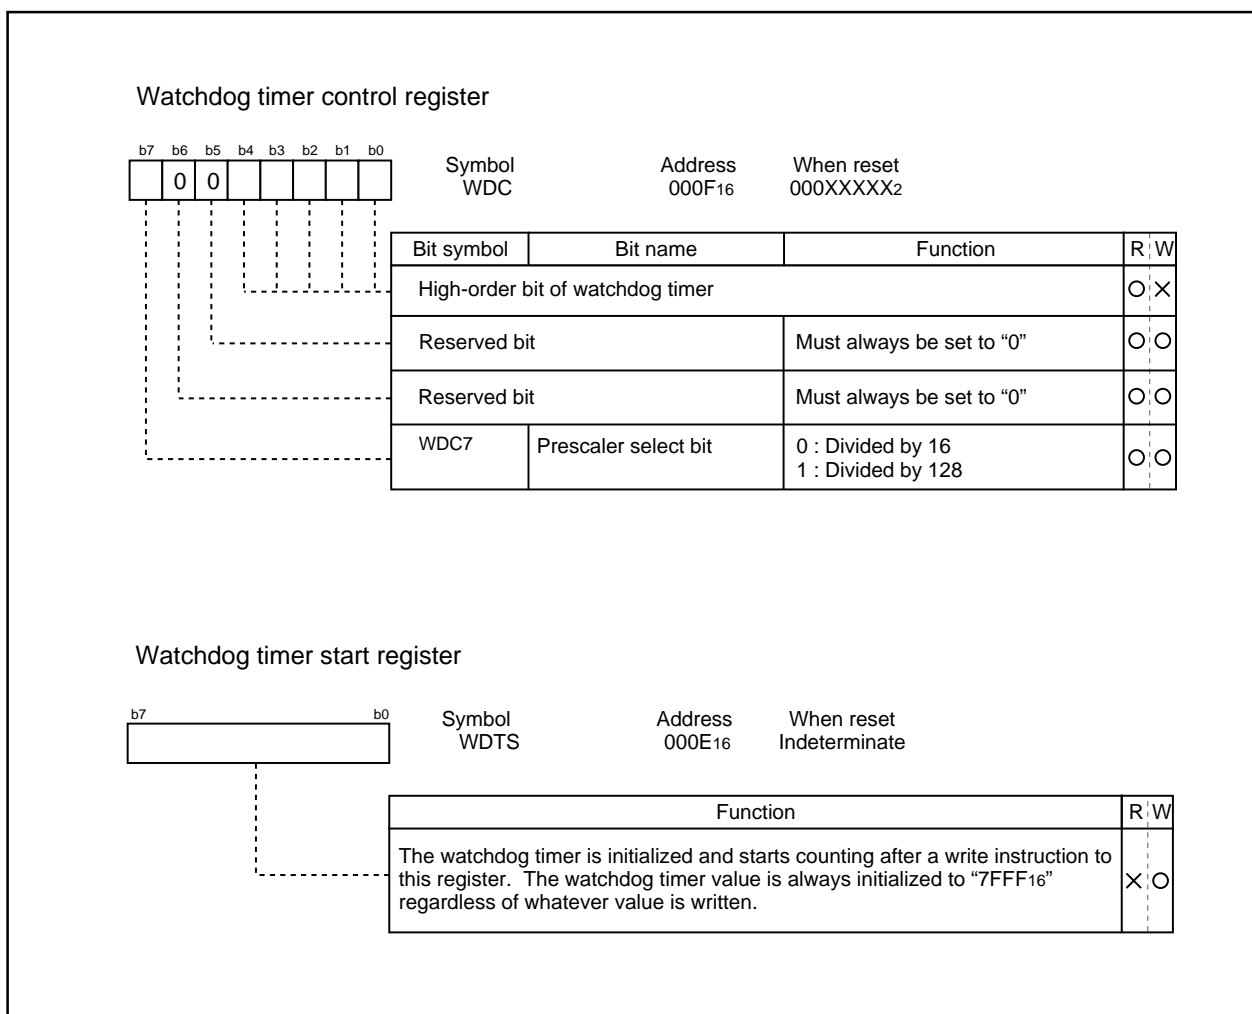 Watchdog timer control register
b7 b6 b5 b4 b3 b2 b1 b0
0 0
Symbol Address When reset
WDC 000F16 000XXXXX2
Bit symbol Bit name Function R W
High-order bit of watchdog timer O X
Reserved bit Must always be set to “0” O O
Reserved bit Must always be set to “0” O O
WDC7 Prescaler select bit 0 : Divided by 16 O O
1 : Divided by 128
Watchdog timer start register
b7 b0
Symbol Address When reset
WDTS 000E16 Indeterminate
Function R W
The watchdog timer is initialized and starts counting after a write instruction to
this register. The watchdog timer value is always initialized to “7FFF16” X O
regardless of whatever value is written.